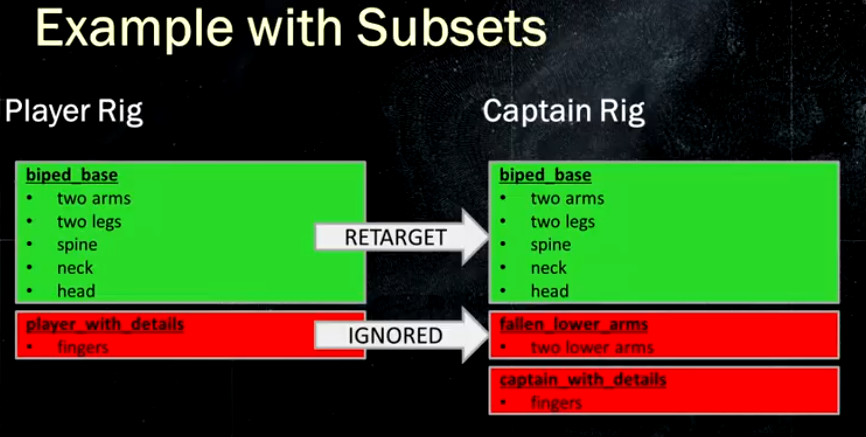 Example with Subsets
Player Rig
Captain Rig
biped_base
• two arms
• two legs
• spine
• neck
• head
RETARGET
biped_base
• two arms
• two legs
• spine
• neck
• head
player_with_details
• fingers
IGNORED
fallen_lower_arms
• two lower arms
captain_with_details
• fingers